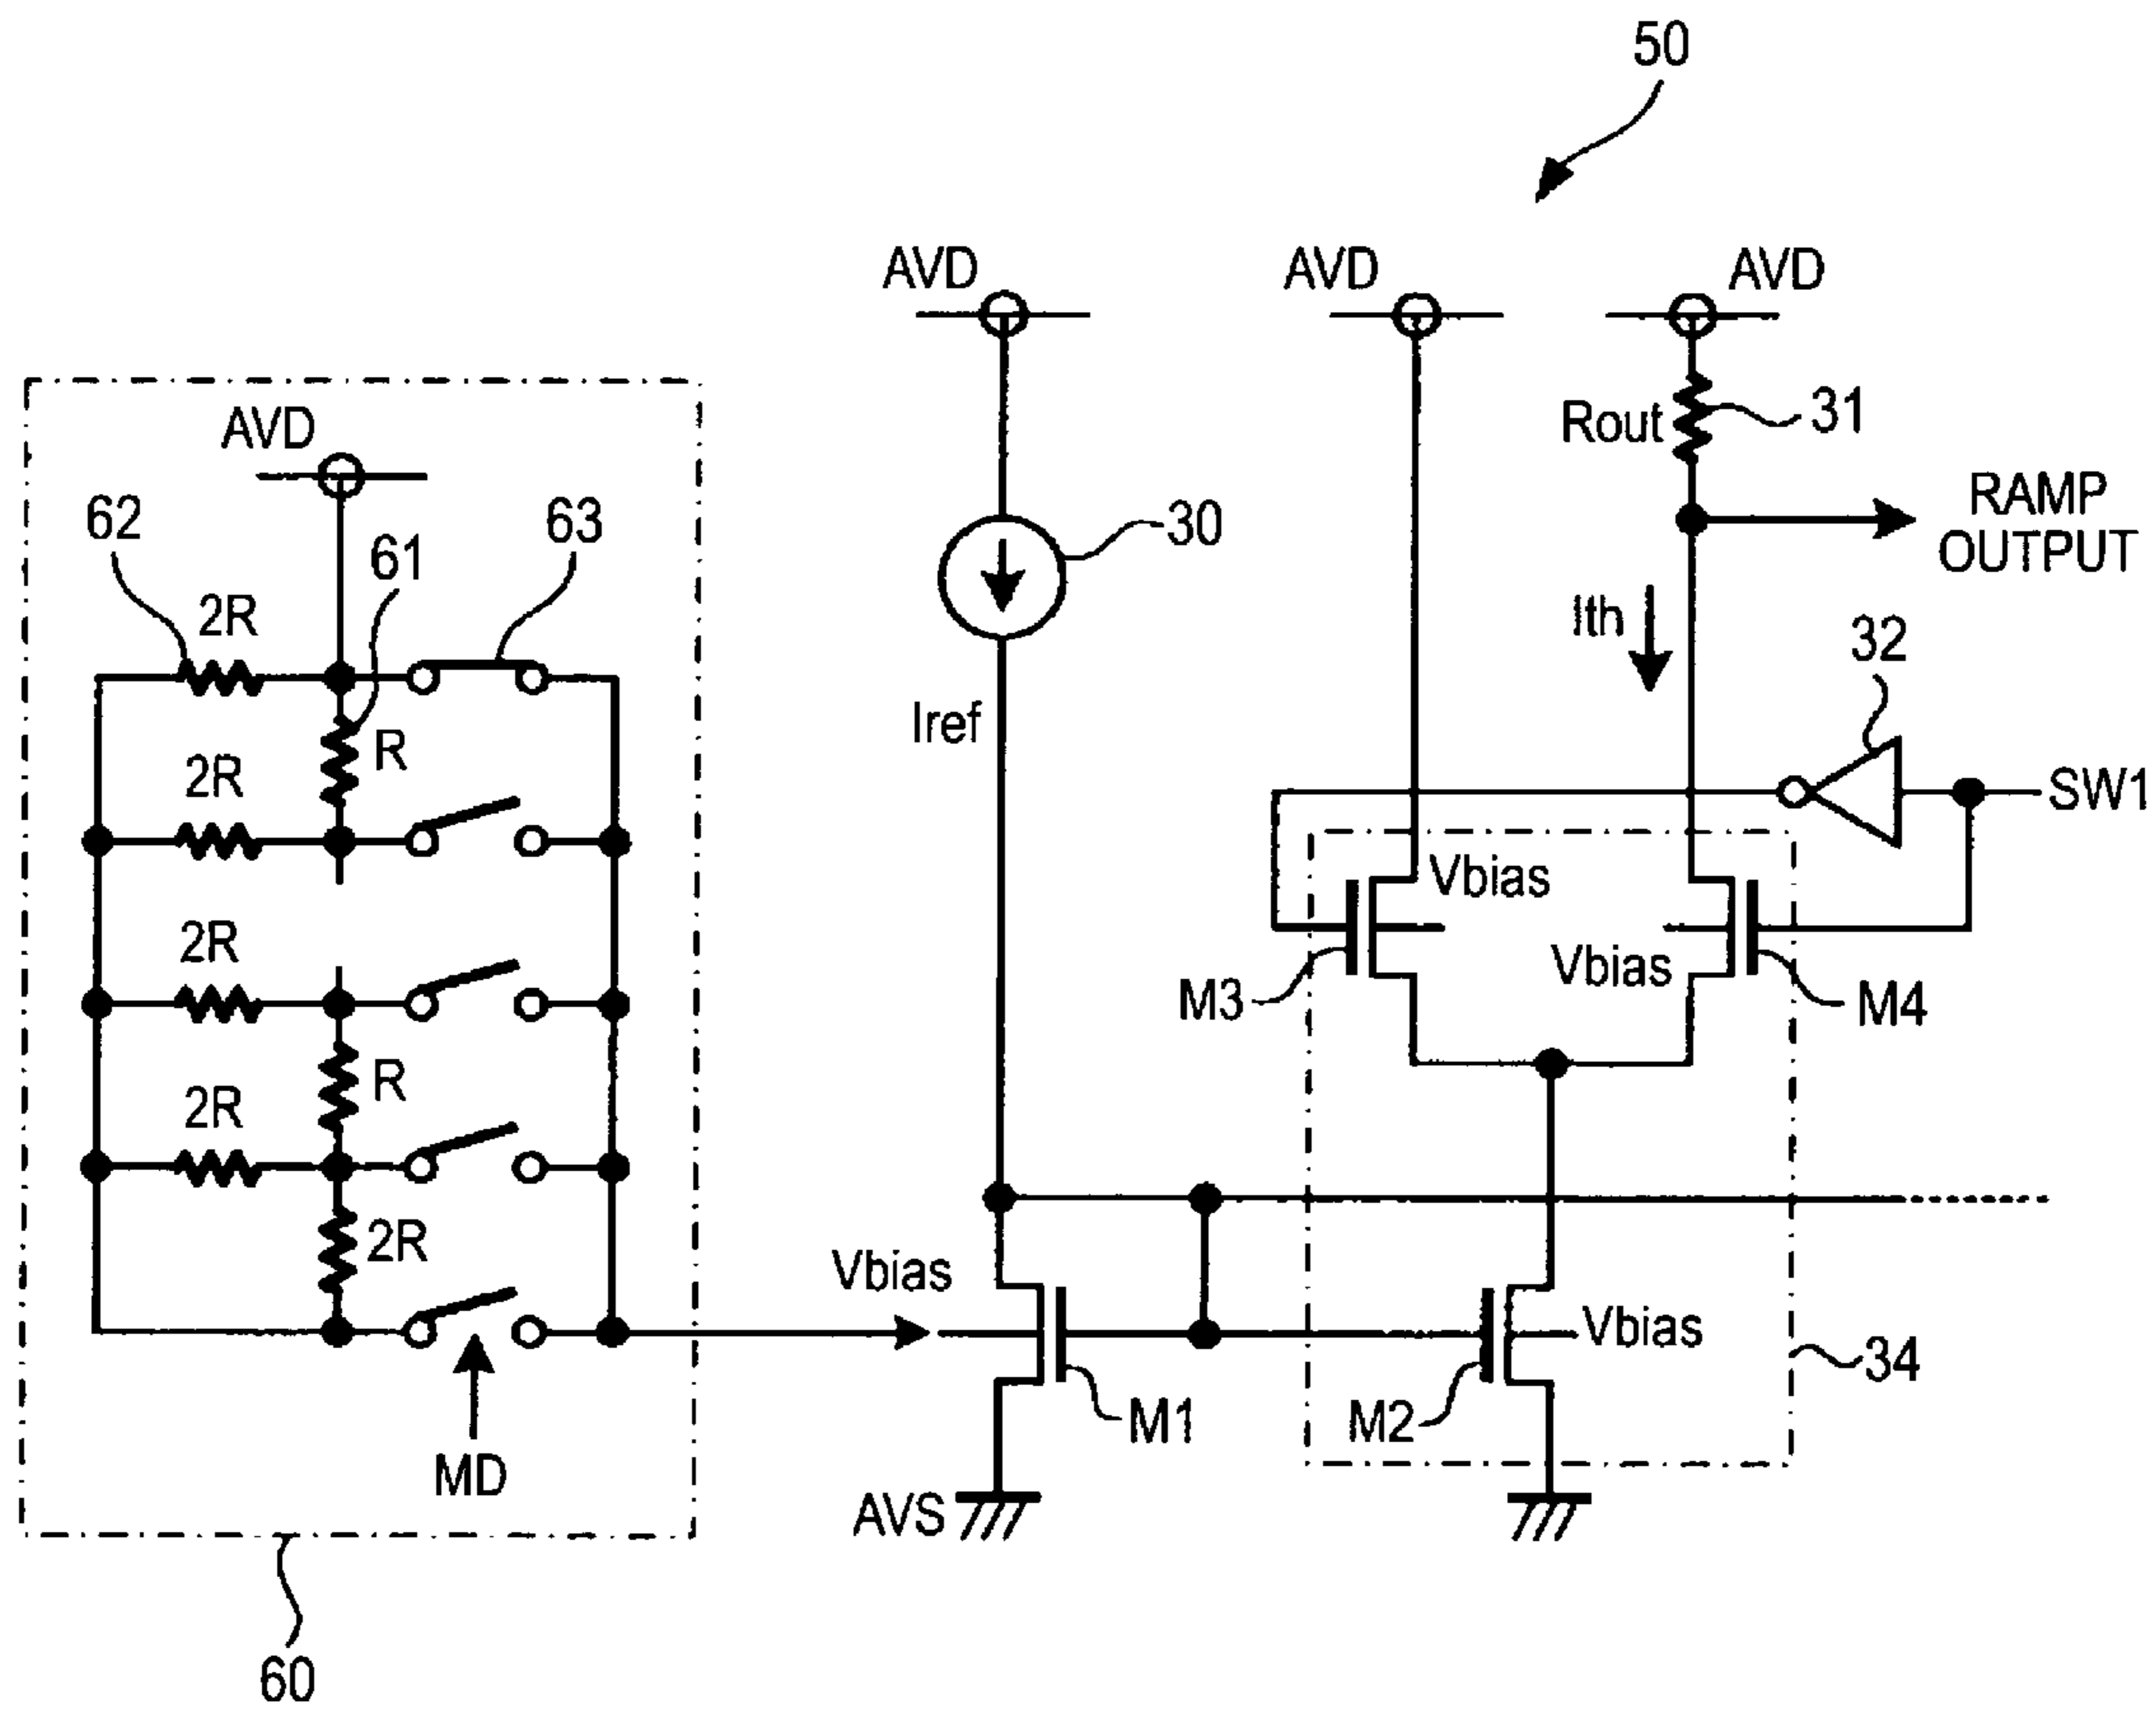 50
AVD
AVD
AVD
Rout
31
RAMP
OUTPUT
AVD
62
63
61
30
2R
Ith
32
Iref
R
2R
SW1
Vbias
2R
Vbias
M3
M4
R
2R
2R
Vbias
Vbias
34
M1
M2
MD
AVS
60